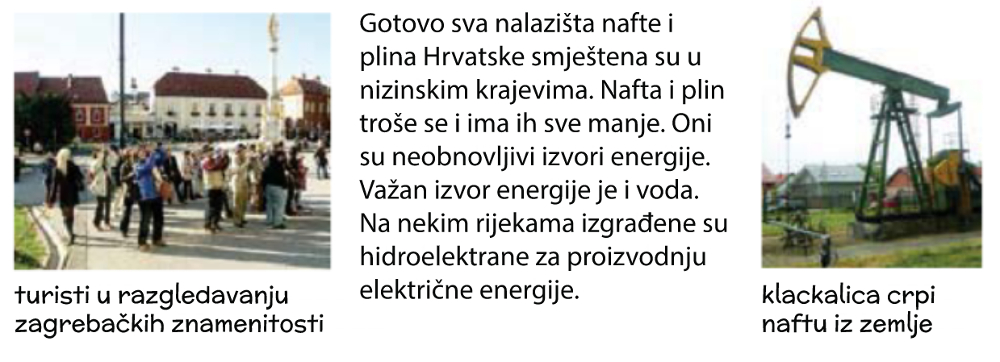 turisti u razgledavanju
zagrebačkih znamenitosti
Gotovo sva nalazišta nafte i
plina Hrvatske smještena su u
nizinskim krajevima. Nafta i plin
troše se i ima ih sve manje. Oni
su neobnovljivi izvori energije.
Važan izvor energije je i voda.
Na nekim rijekama izgrađene su
hidroelektrane za proizvodnju
električne energije.
klackalica crpi
naftu iz zemlje